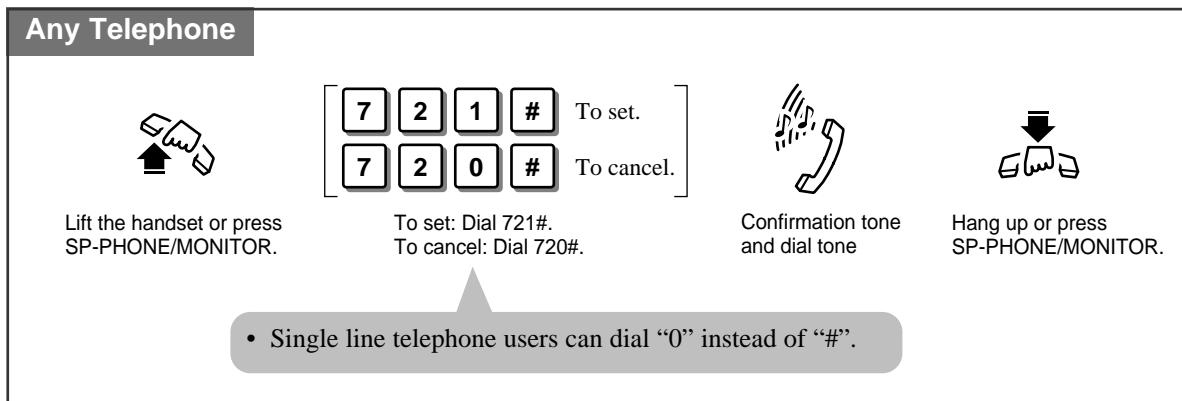 Any Telephone
7 2 1 # To set.
7 2 0 # To cancel.
Lift the handset or press
SP-PHONE/MONITOR.
To set: Dial 721#.
To cancel: Dial 720#.
Confirmation tone
and dial tone
Hang up or press
SP-PHONE/MONITOR.
• Single line telephone users can dial “0” instead of “#”.